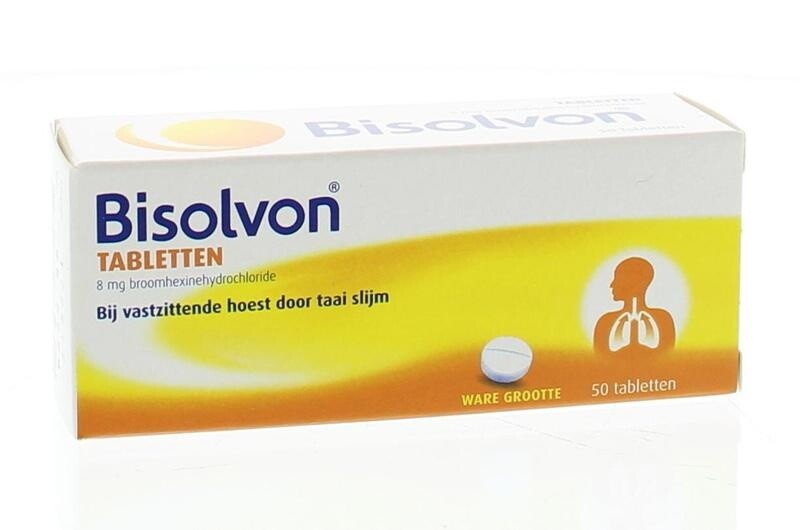 TABLETTEN
Bisolvon
50 tabletten
Bisolvon®
TABLETTEN
8 mg broomhexinehydrochloride
Bij vastzittende hoest door taai slijm
WARE GROOTTE
50 tabletten